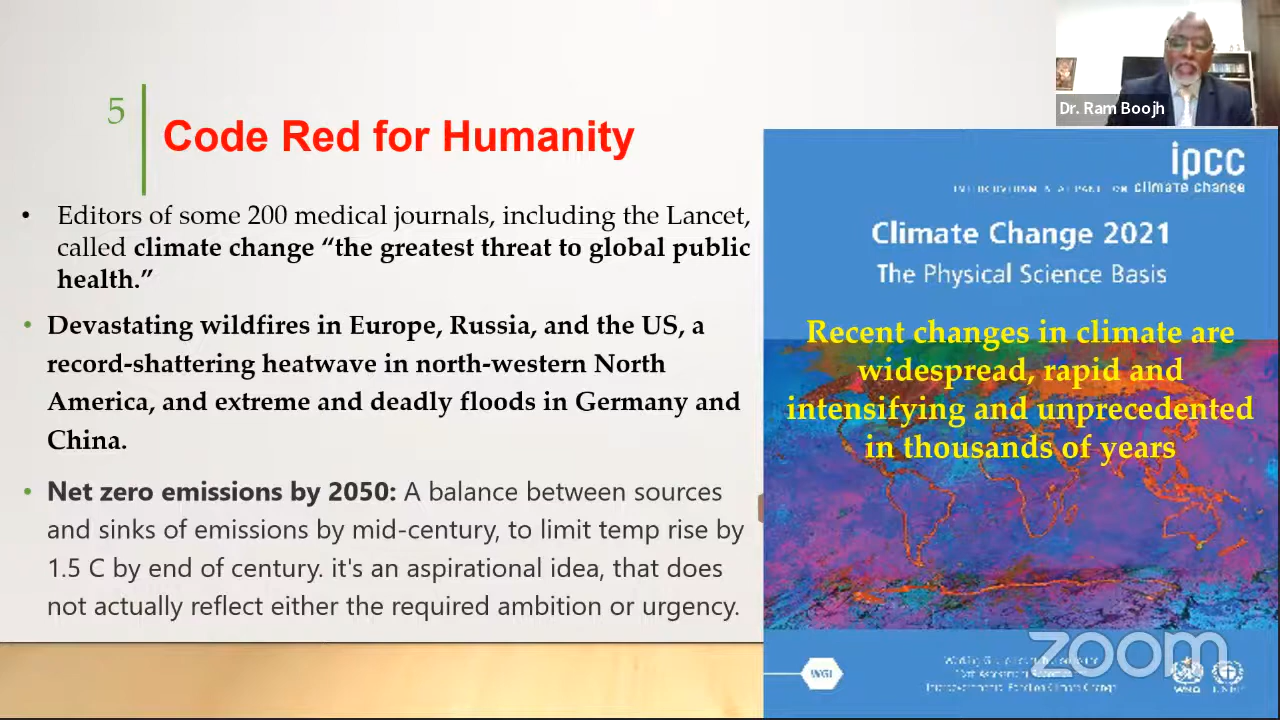 5
Code Red for Humanity
• Editors of some 200 medical journals, including the Lancet,
called climate change “the greatest threat to global public
health.”
• Devastating wildfires in Europe, Russia, and the US, a
record-shattering heatwave in north-western North
America, and extreme and deadly floods in Germany and
China.
• Net zero emissions by 2050: A balance between sources
and sinks of emissions by mid-century, to limit temp rise by
1.5 C by end of century. it's an aspirational idea, that does
not actually reflect either the required ambition or urgency.
Dr. Ram Boojh
ipcc
climate change
Climate Change 2021
The Physical Science Basis
Recent changes in climate are
widespread, rapid and
intensifying and unprecedented
in thousands of years
zoom
WGI